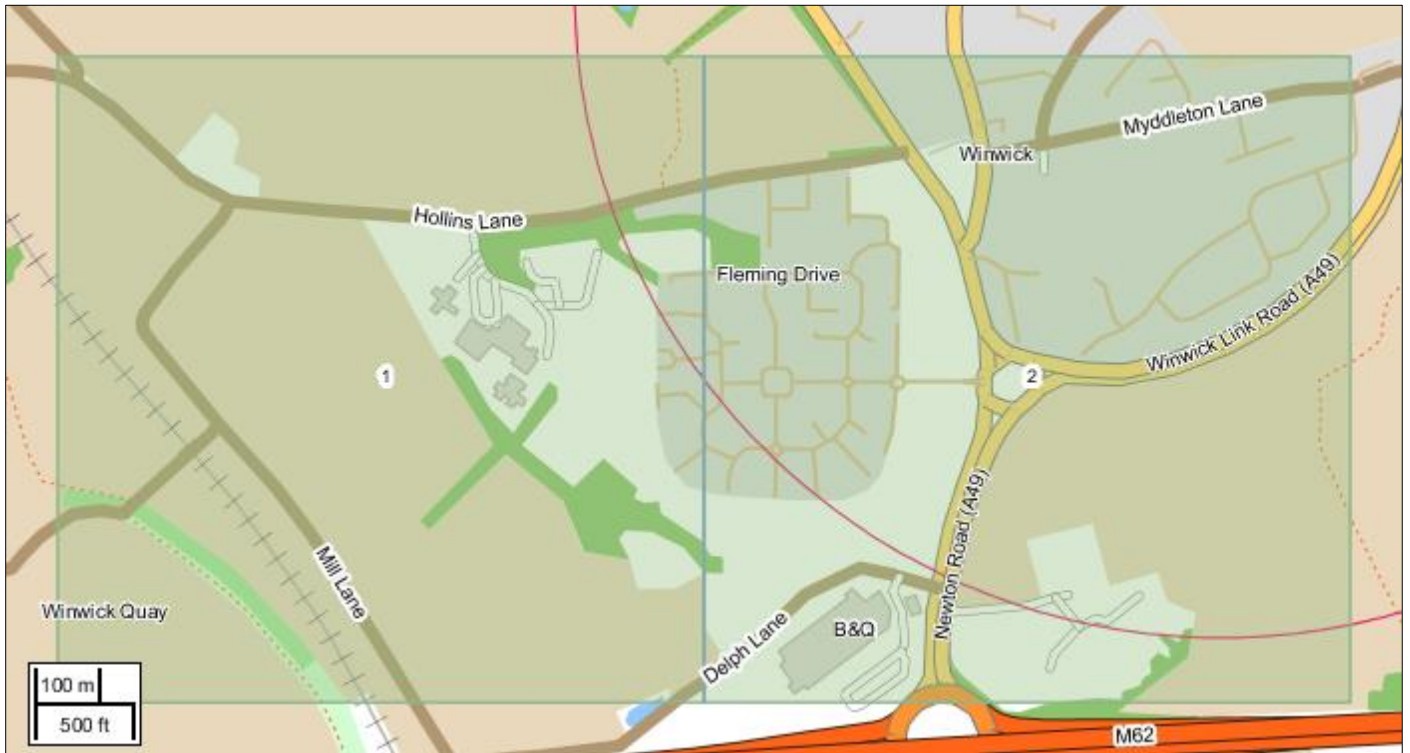 Myddleton Lane
Winwick
Hollins Lane
Fleming Drive
Winwick Link Road (A49)
1
2
Newton Road (A49)
Mill Lane
Winwick Quay
B&Q
Delph Lane
100 m
500 ft
M62